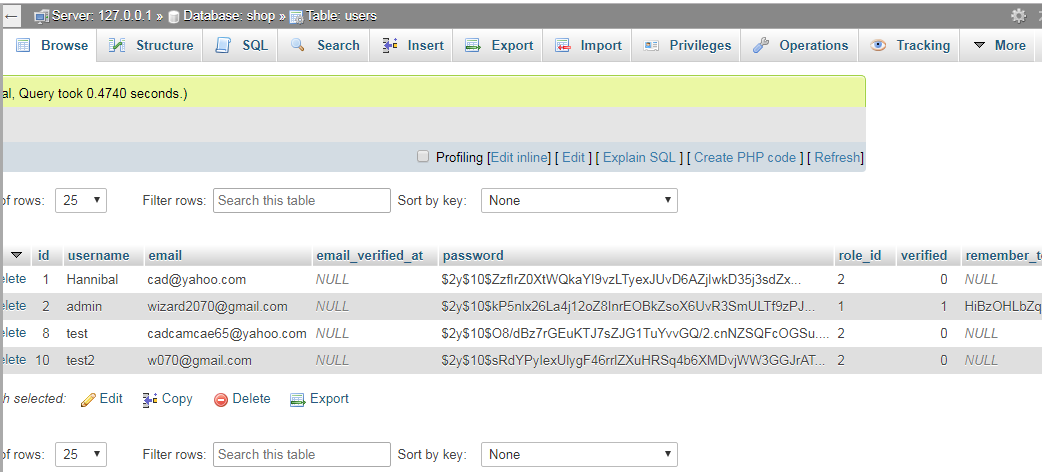 Server: 127.0.0.1 » Database: shop » Table: users
Browse Structure SQL Search Insert Export Import Privileges Operations Tracking More
al, Query took 0.4740 seconds.)
Profiling [Edit inline] [ Edit ] [ Explain SQL ] [ Create PHP code ] [ Refresh]
of rows: 25 Filter rows: Search this table Sort by key: None
id username email email_verified_at password role_id verified remember_to
elete 1 Hannibal cad@yahoo.com NULL $2y$10$ZzflrZ0XtWQkaYI9vzLTyexJUvD6AZjlwkD35j3sdZx... 2 0 NULL
elete 2 admin wizard2070@gmail.com NULL $2y$10$kP5nlx26La4j12oZ8InrEOBkZsoX6UvR3SmULTf9zPJ... 1 1 HiBzOHLbZq
elete 8 test cadcamcae65@yahoo.com NULL $2y$10$O8/dBz7rGEuKTJ7sZJG1TuYvvGQ/2.cnNZSQFcOGSu.... 2 0 NULL
elete 10 test2 w070@gmail.com NULL $2y$10$sRdYPyIexUlygF46rrlZXuHRSq4b6XMDvjWW3GGJrAT... 2 0 NULL
h selected: Edit Copy Delete Export
of rows: 25 Filter rows: Search this table Sort by key: None